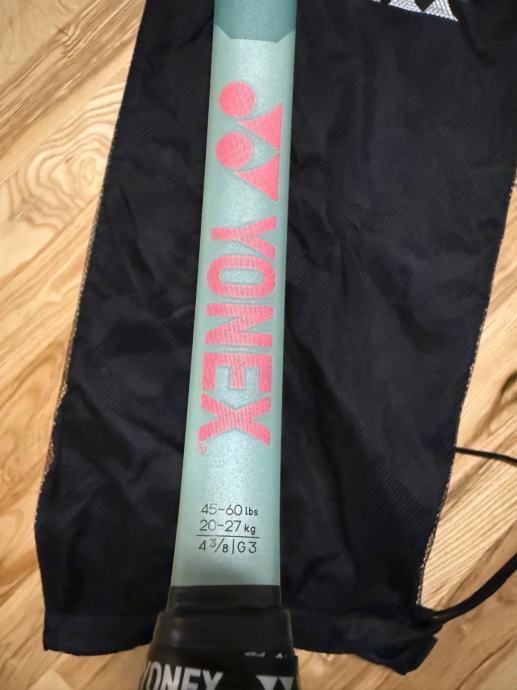 YONEX®
45-60 lbs
20-27 kg
4 3/8 | G3
YONEX